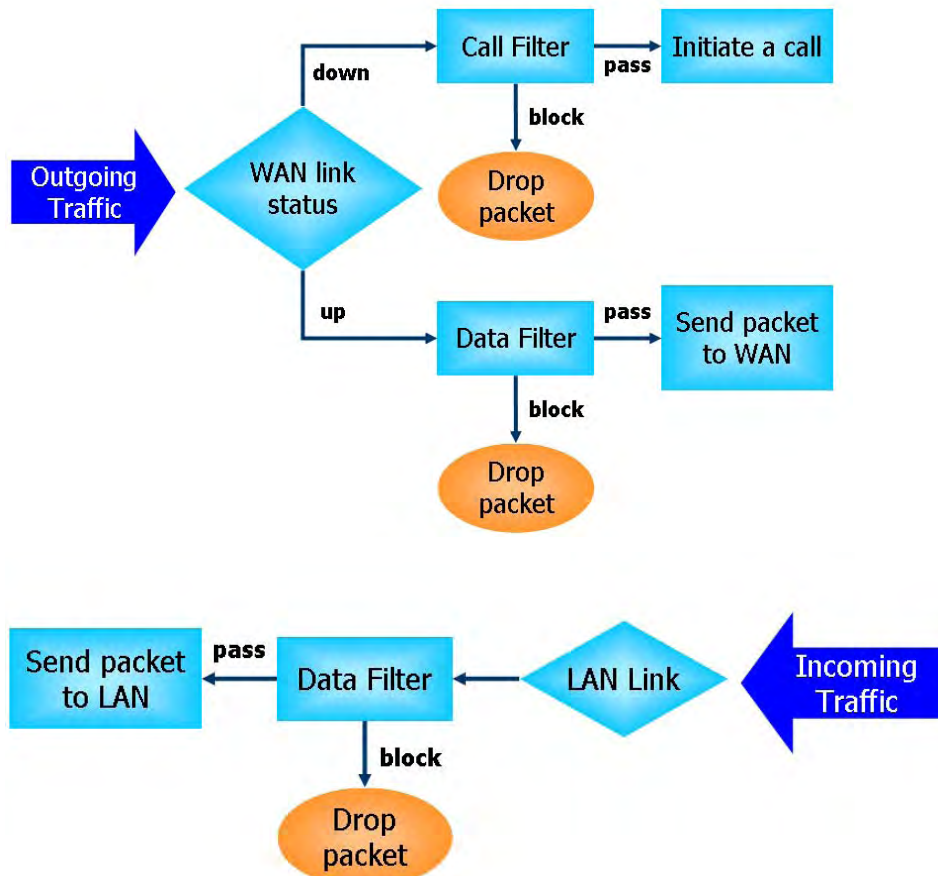 Call Filter
pass
Initiate a call
down
block
Outgoing
Traffic
WAN link
status
Drop
packet
up
Data Filter
pass
Send packet
to WAN
block
Drop
packet
Send packet
to LAN
pass
Data Filter
LAN Link
Incoming
Traffic
block
Drop
packet